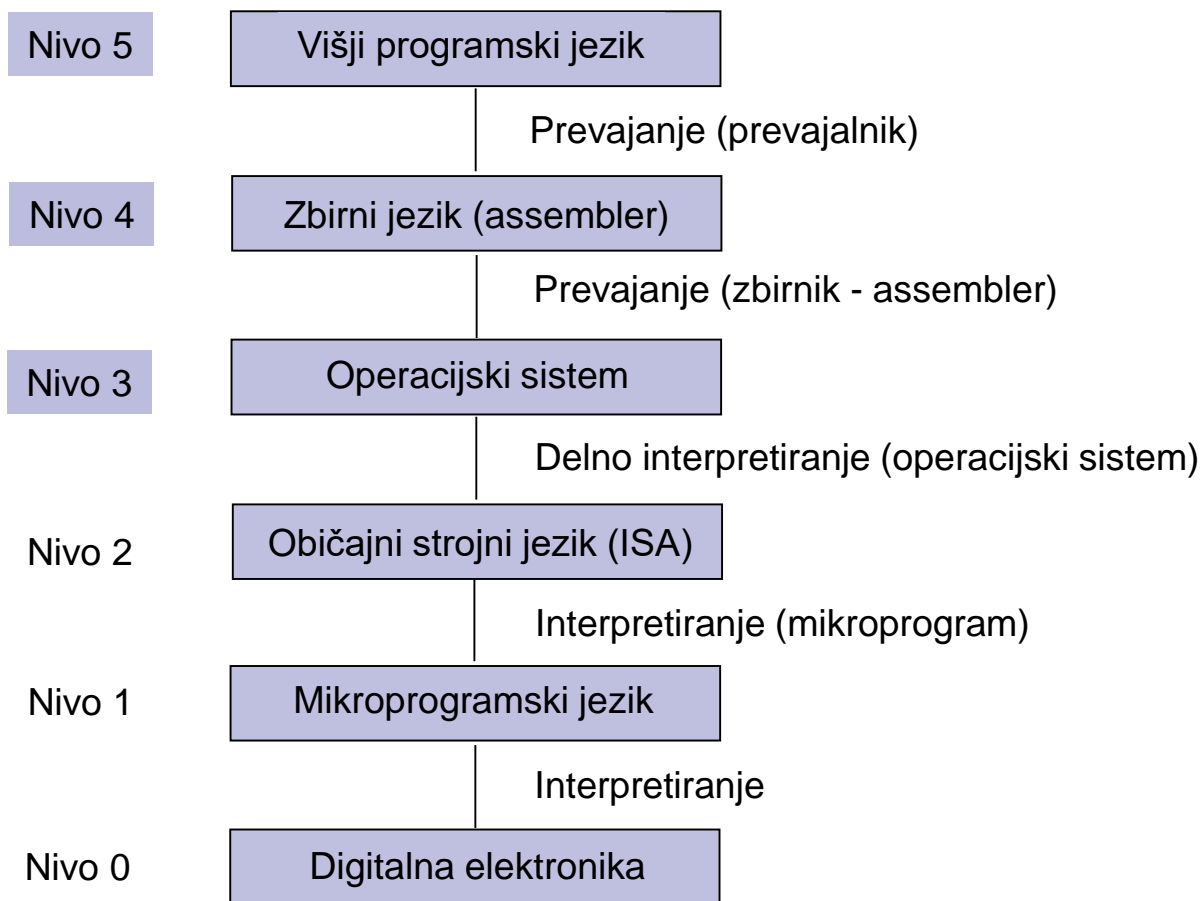 Nivo 5
Višji programski jezik
Prevajanje (prevajalnik)
Nivo 4
Zbirni jezik (assembler)
Prevajanje (zbirnik - assembler)
Nivo 3
Operacijski sistem
Delno interpretiranje (operacijski sistem)
Nivo 2
Običajni strojni jezik (ISA)
Interpretiranje (mikroprogram)
Nivo 1
Mikroprogramski jezik
Interpretiranje
Nivo 0
Digitalna elektronika